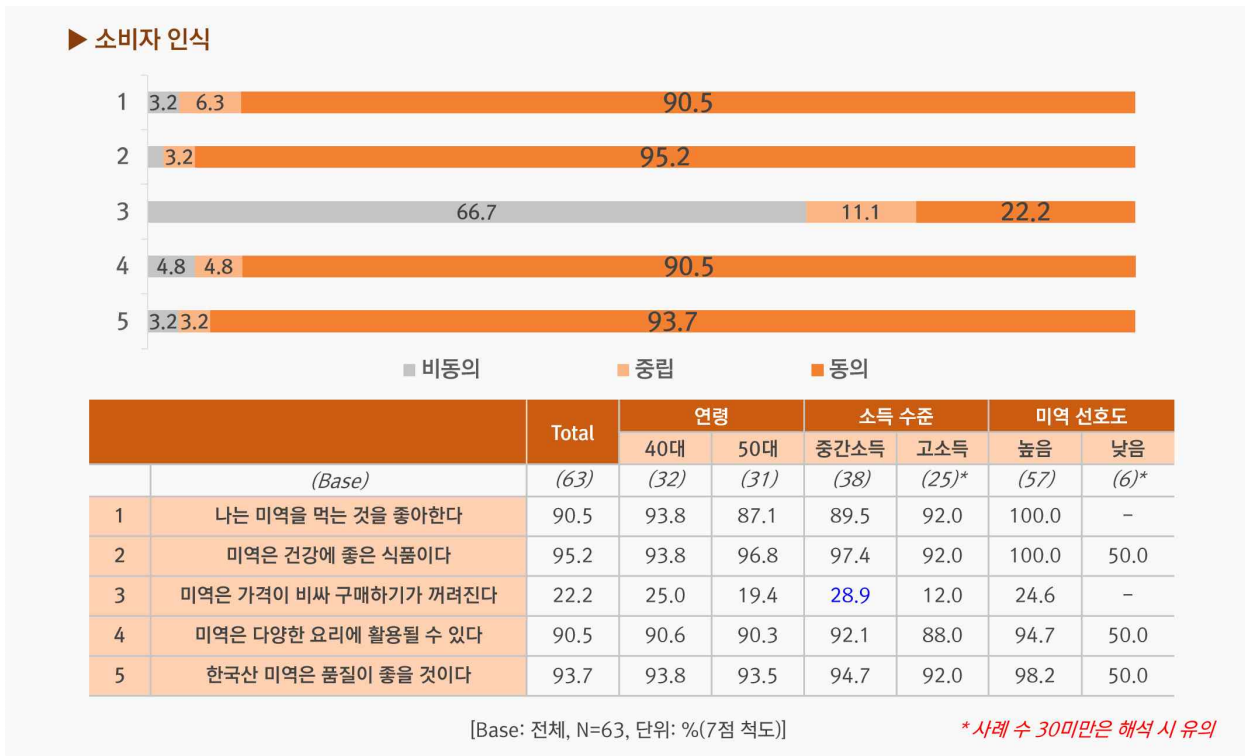 ▶ 소비자 인식
1 3.2 6.3 90.5
2 3.2 95.2
3 66.7 11.1 22.2
4 4.8 4.8 90.5
5 3.2 3.2 93.7
비동의 중립 동의
Total 연령 소득 수준 미역 선호도
40대 50대 중간소득 고소득 높음 낮음
(Base) (63) (32) (31) (38) (25)* (57) (6)*
1 나는 미역을 먹는 것을 좋아한다 90.5 93.8 87.1 89.5 92.0 100.0 –
2 미역은 건강에 좋은 식품이다 95.2 93.8 96.8 97.4 92.0 100.0 50.0
3 미역은 가격이 비싸 구매하기가 꺼려진다 22.2 25.0 19.4 28.9 12.0 24.6 –
4 미역은 다양한 요리에 활용될 수 있다 90.5 90.6 90.3 92.1 88.0 94.7 50.0
5 한국산 미역은 품질이 좋을 것이다 93.7 93.8 93.5 94.7 92.0 98.2 50.0
[Base: 전체, N=63, 단위: %(7점 척도)] * 사례 수 30미만은 해석 시 유의